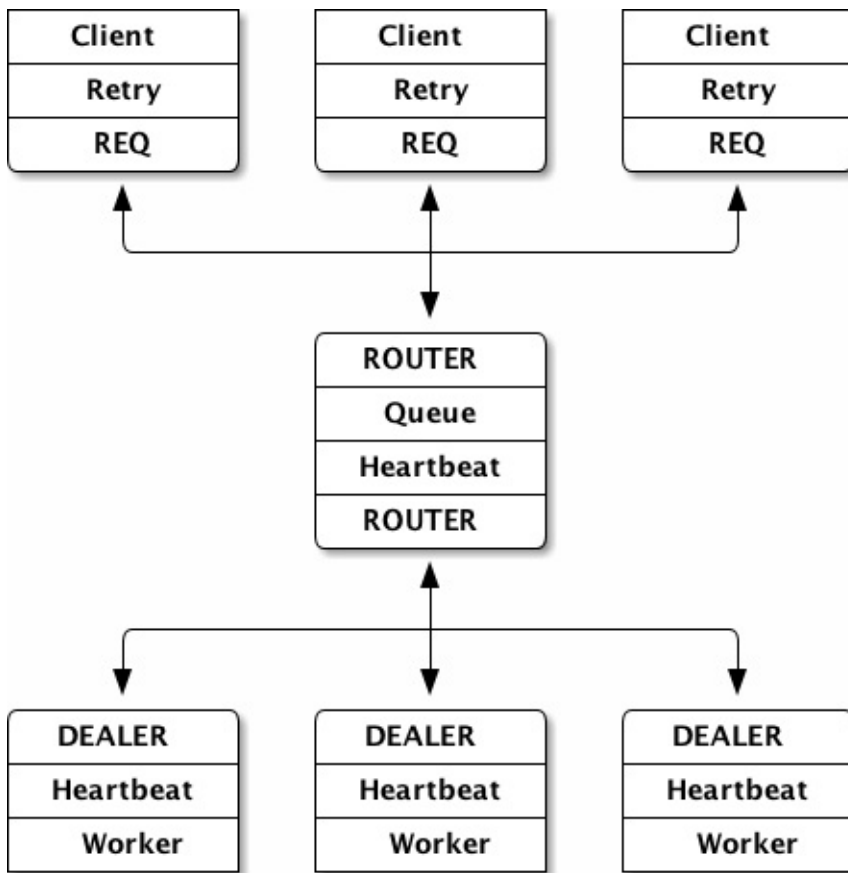 Client Client Client
Retry Retry Retry
REQ REQ REQ
ROUTER
Queue
Heartbeat
ROUTER
DEALER DEALER DEALER
Heartbeat Heartbeat Heartbeat
Worker Worker Worker